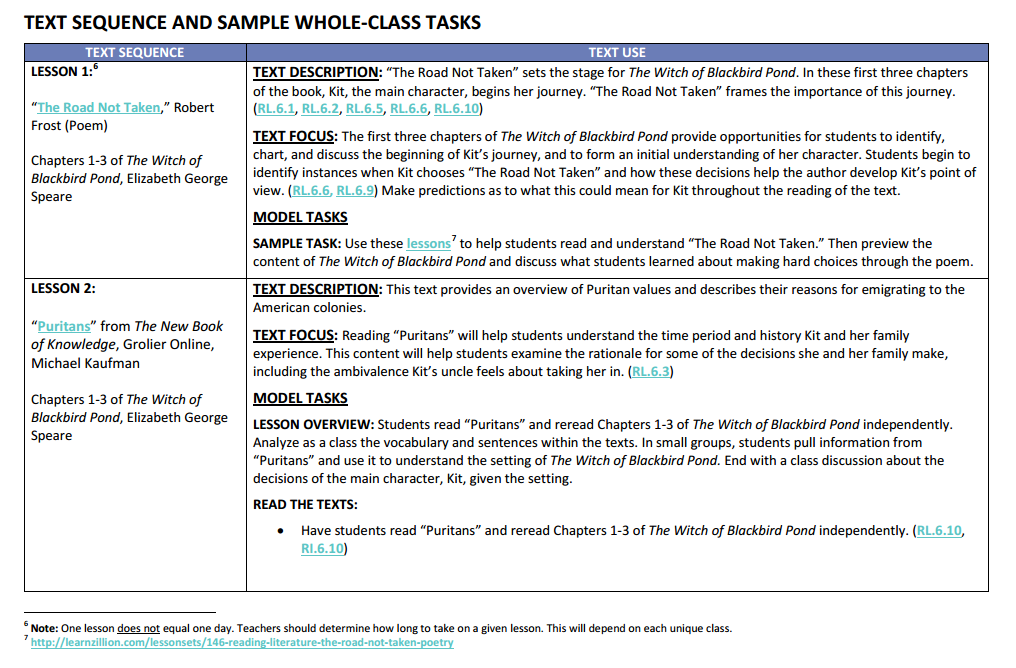 TEXT SEQUENCE AND SAMPLE WHOLE-CLASS TASKS
TEXT SEQUENCE
TEXT USE
LESSON 1:6
“The Road Not Taken,” Robert
Frost (Poem)
Chapters 1-3 of The Witch of
Blackbird Pond, Elizabeth George
Speare
TEXT DESCRIPTION: “The Road Not Taken” sets the stage for The Witch of Blackbird Pond. In these first three chapters
of the book, Kit, the main character, begins her journey. “The Road Not Taken” frames the importance of this journey.
(RL.6.1, RL.6.2, RL.6.5, RL.6.6, RL.6.10)
TEXT FOCUS: The first three chapters of The Witch of Blackbird Pond provide opportunities for students to identify,
chart, and discuss the beginning of Kit’s journey, and to form an initial understanding of her character. Students begin to
identify instances when Kit chooses “The Road Not Taken” and how these decisions help the author develop Kit’s point of
view. (RL.6.6, RL.6.9) Make predictions as to what this could mean for Kit throughout the reading of the text.
MODEL TASKS
SAMPLE TASK: Use these lessons7 to help students read and understand “The Road Not Taken.” Then preview the
content of The Witch of Blackbird Pond and discuss what students learned about making hard choices through the poem.
LESSON 2:
“Puritans” from The New Book
of Knowledge, Grolier Online,
Michael Kaufman
Chapters 1-3 of The Witch of
Blackbird Pond, Elizabeth George
Speare
TEXT DESCRIPTION: This text provides an overview of Puritan values and describes their reasons for emigrating to the
American colonies.
TEXT FOCUS: Reading “Puritans” will help students understand the time period and history Kit and her family
experience. This content will help students examine the rationale for some of the decisions she and her family make,
including the ambivalence Kit’s uncle feels about taking her in. (RL.6.3)
MODEL TASKS
LESSON OVERVIEW: Students read “Puritans” and reread Chapters 1-3 of The Witch of Blackbird Pond independently.
Analyze as a class the vocabulary and sentences within the texts. In small groups, students pull information from
“Puritans” and use it to understand the setting of The Witch of Blackbird Pond. End with a class discussion about the
decisions of the main character, Kit, given the setting.
READ THE TEXTS:
• Have students read “Puritans” and reread Chapters 1-3 of The Witch of Blackbird Pond independently. (RL.6.10,
RI.6.10)
6 Note: One lesson does not equal one day. Teachers should determine how long to take on a given lesson. This will depend on each unique class.
7 http://learnzillion.com/lessonsets/146-reading-literature-the-road-not-taken-poetry